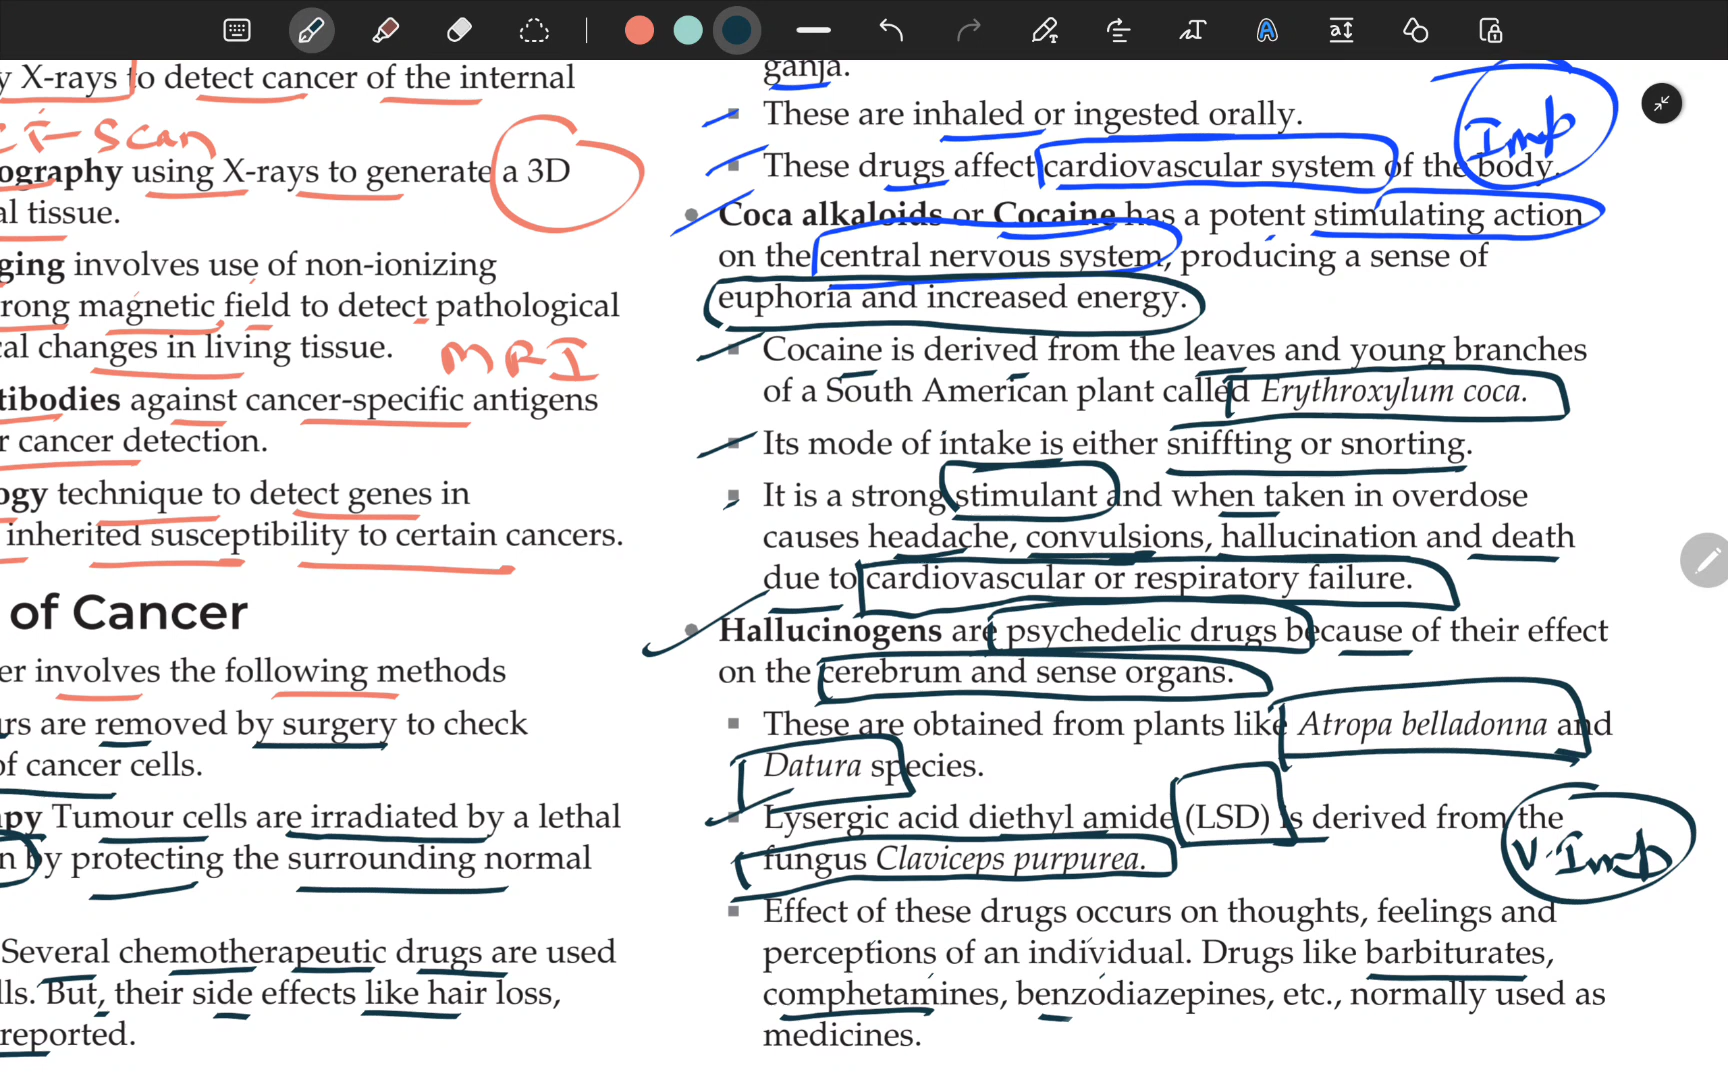 y X-rays to detect cancer of the internal
CT-Scan
ography using X-rays to generate a 3D
al tissue.
ging involves use of non-ionizing
rong magnetic field to detect pathological
cal changes in living tissue.
MRI
tibodies against cancer-specific antigens
r cancer detection.
ogy technique to detect genes in
inherited susceptibility to certain cancers.
of Cancer
er involves the following methods
urs are removed by surgery to check
of cancer cells.
apy Tumour cells are irradiated by a lethal
n by protecting the surrounding normal
Several chemotherapeutic drugs are used
lls. But, their side effects like hair loss,
reported.
ganja.
These are inhaled or ingested orally.
Imp
These drugs affect cardiovascular system of the body.
Coca alkaloids or Cocaine has a potent stimulating action
on the central nervous system, producing a sense of
euphoria and increased energy.
Cocaine is derived from the leaves and young branches
of a South American plant called Erythroxylum coca.
Its mode of intake is either sniffting or snorting.
It is a strong stimulant and when taken in overdose
causes headache, convulsions, hallucination and death
due to cardiovascular or respiratory failure.
Hallucinogens are psychedelic drugs because of their effect
on the cerebrum and sense organs.
These are obtained from plants like Atropa belladonna and
Datura species.
Lysergic acid diethyl amide (LSD) is derived from the
fungus Claviceps purpurea.
V.Imp
Effect of these drugs occurs on thoughts, feelings and
perceptions of an individual. Drugs like barbiturates,
comphetamines, benzodiazepines, etc., normally used as
medicines.